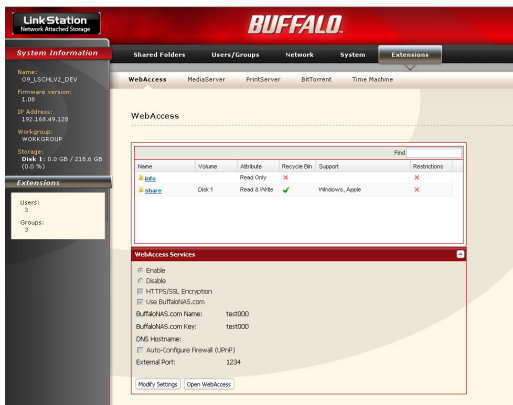 LinkStation
Network Attached Storage
BUFFALO
System Information
Shared Folders Users/Groups Network System Extensions
WebAccess MediaServer PrintServer BitTorrent Time Machine
Name:
09_LSCHLV2_DEV
Firmware version:
1.08
IP Address:
192.168.49.128
Workgroup:
WORKGROUP
Storage:
Disk 1: 0.0 GB / 218.6 GB
(0.0 %)
Extensions
Users:
3
Groups:
3
WebAccess
Find
Name Volume Attribute Recycle Bin Support Restrictions
info Read Only
share Disk 1 Read & Write Windows, Apple
WebAccess Services
Enable
Disable
HTTPS/SSL Encryption
Use BuffaloNAS.com
BuffaloNAS.com Name: test000
BuffaloNAS.com Key: test000
DNS Hostname:
Auto-Configure Firewall (UPnP)
External Port: 1234
Modify Settings Open WebAccess